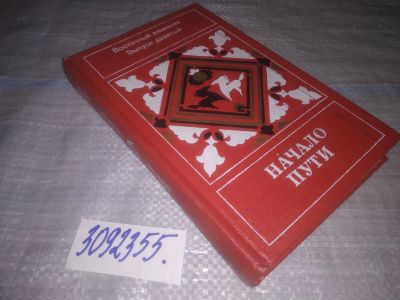 Восточный альманах
Выпуск девятый
НАЧАЛО
ПУТИ
3092355.